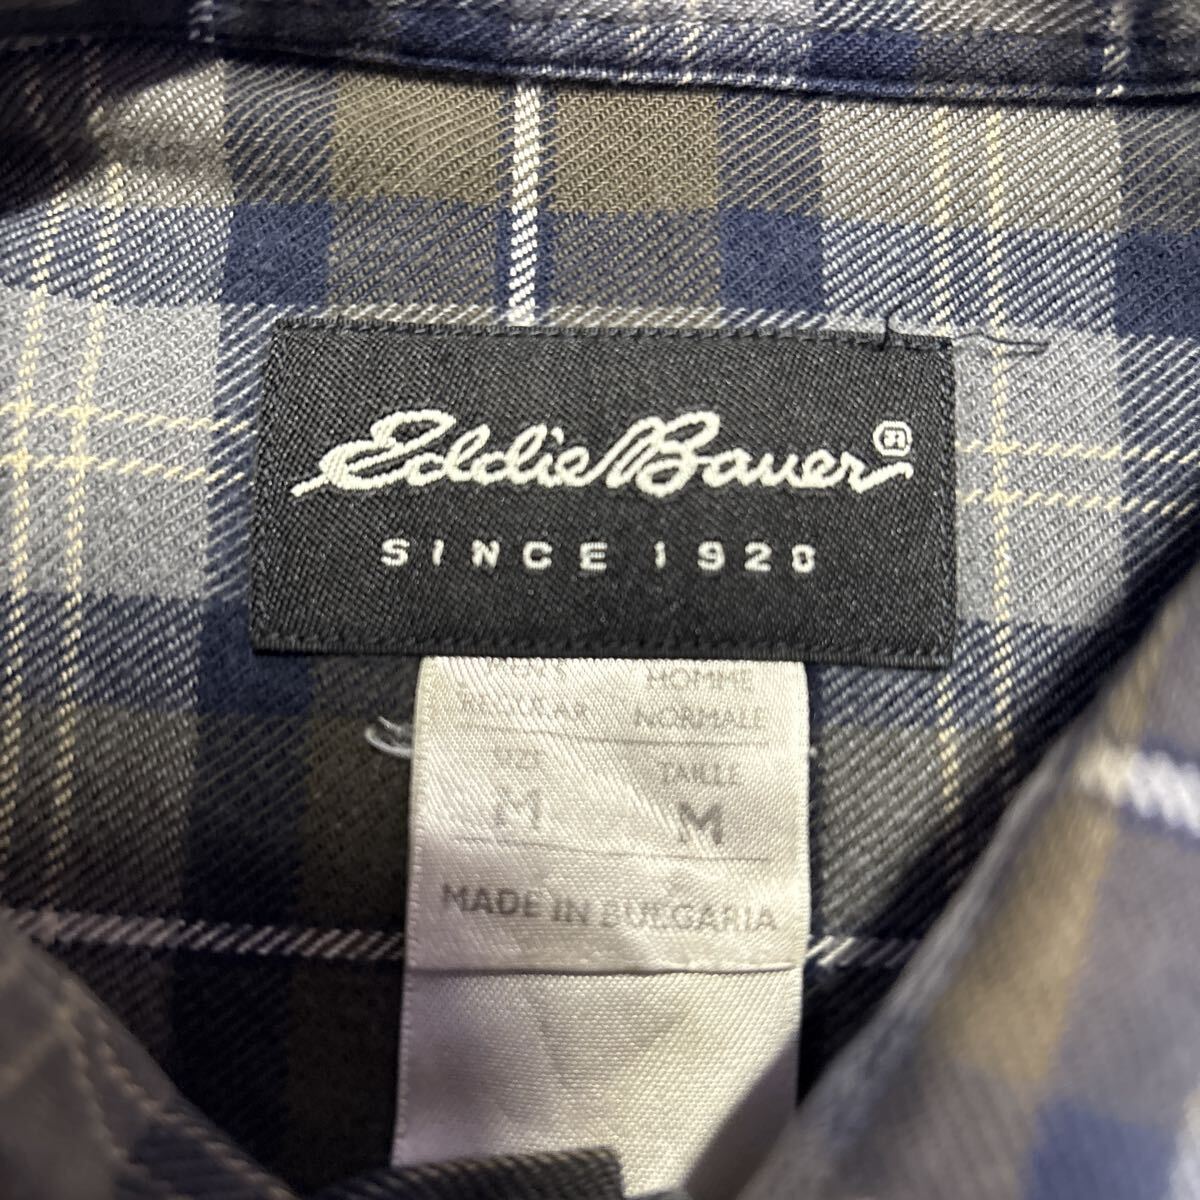 Eddie Bauer ®
SINCE 1920
MEN'S HOMME
REGULAR NORMALE
SIZE TAILLE
M M
MADE IN BULGARIA